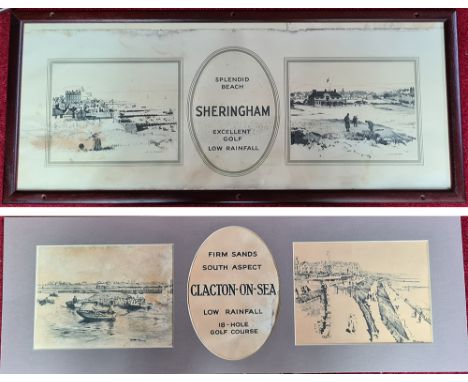 SPLENDID
BEACH
SHERINGHAM
EXCELLENT
GOLF
LOW RAINFALL
FIRM SANDS
SOUTH ASPECT
CLACTON-ON-SEA
LOW RAINFALL
18-HOLE
GOLF COURSE